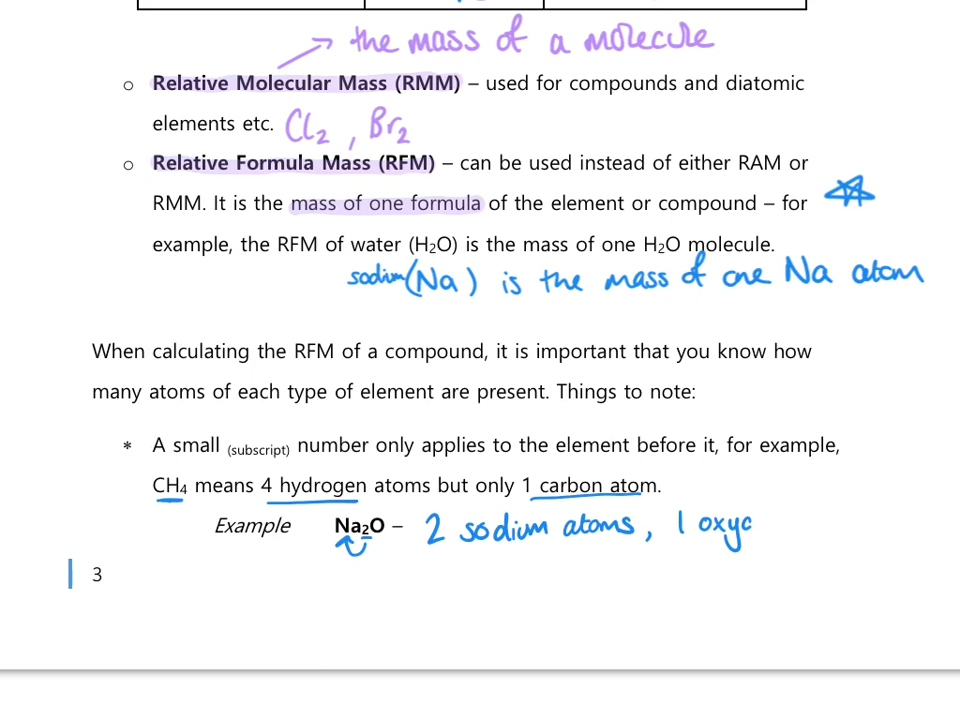 → the mass of a molecule
○ Relative Molecular Mass (RMM) – used for compounds and diatomic
elements etc. Cl₂, Br₂
○ Relative Formula Mass (RFM) – can be used instead of either RAM or
RMM. It is the mass of one formula of the element or compound – for
example, the RFM of water (H₂O) is the mass of one H₂O molecule.
sodium (Na) is the mass of one Na atom
When calculating the RFM of a compound, it is important that you know how
many atoms of each type of element are present. Things to note:
* A small (subscript) number only applies to the element before it, for example,
CH₄ means 4 hydrogen atoms but only 1 carbon atom.
Example Na₂O – 2 sodium atoms, 1 oxyc
3